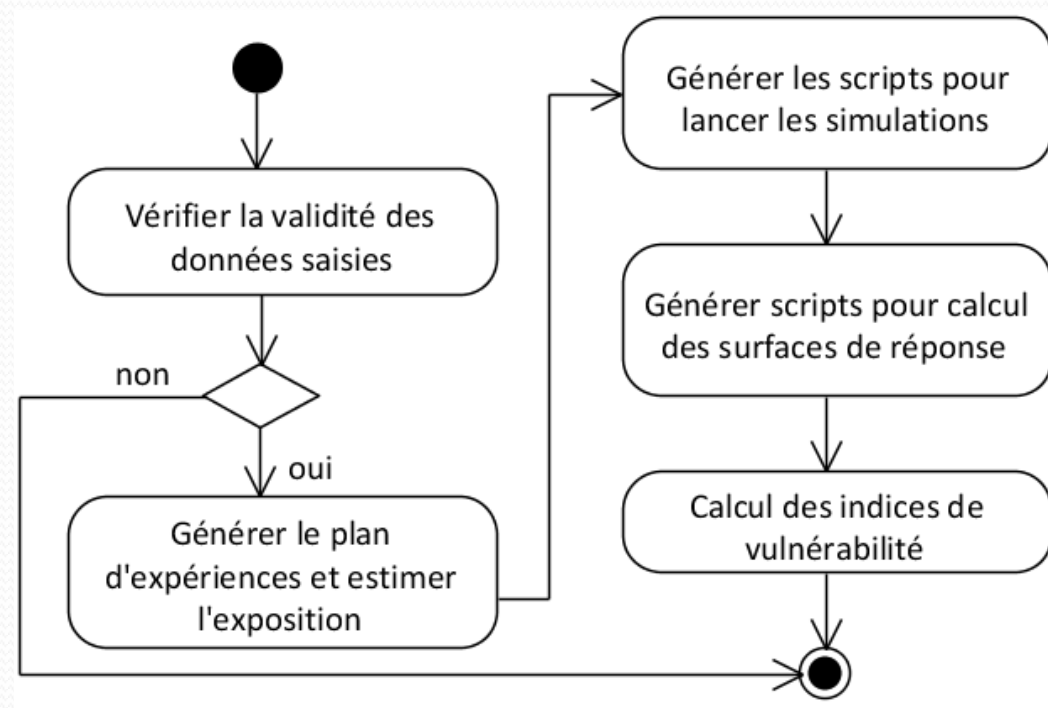 Vérifier la validité des
données saisies
non
oui
Générer le plan
d'expériences et estimer
l'exposition
Générer les scripts pour
lancer les simulations
Générer scripts pour calcul
des surfaces de réponse
Calcul des indices de
vulnérabilité